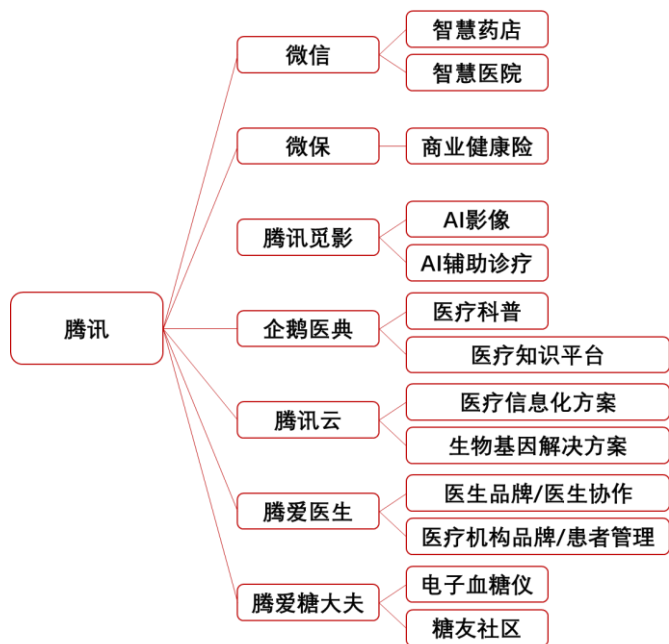 腾讯
微信
智慧药店
智慧医院
微保
商业健康险
腾讯觅影
AI影像
AI辅助诊疗
企鹅医典
医疗科普
医疗知识平台
腾讯云
医疗信息化方案
生物基因解决方案
腾爱医生
医生品牌/医生协作
医疗机构品牌/患者管理
腾爱糖大夫
电子血糖仪
糖友社区